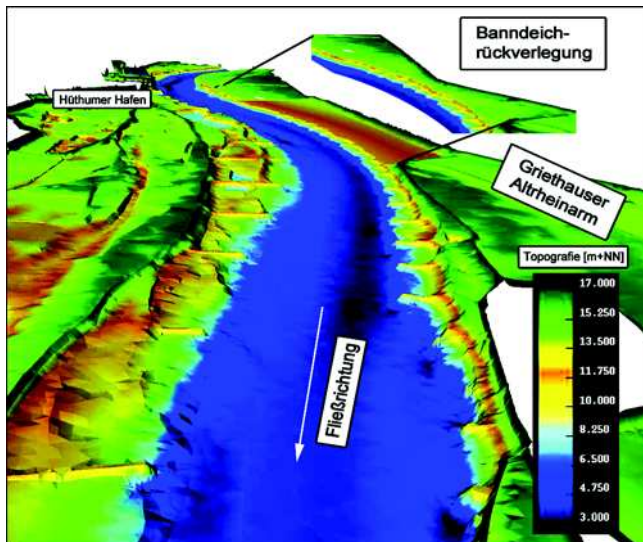 Banndeich-
rückverlegung
Hüthumer Hafen
Griethauser
Altrheinarm
Topografie [m+NN]
17.000
15.250
13.500
11.750
10.000
8.250
6.500
4.750
3.000
Fließrichtung